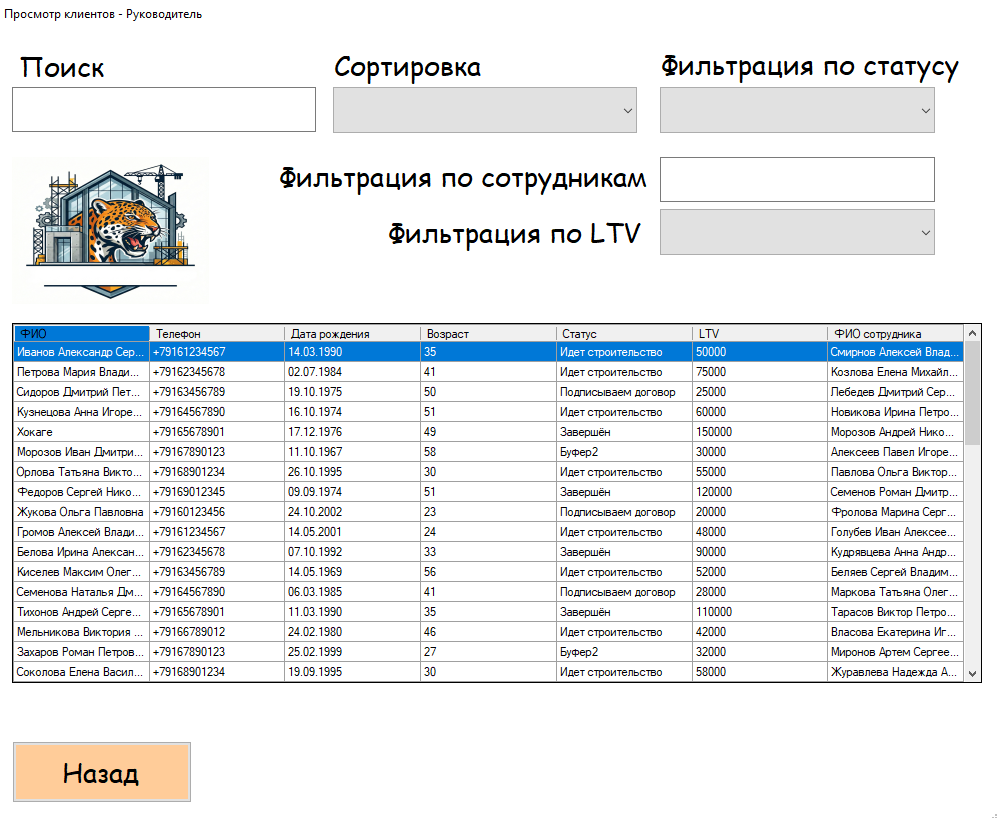 Просмотр клиентов - Руководитель
Поиск Сортировка Фильтрация по статусу
Фильтрация по сотрудникам
Фильтрация по LTV
ФИО Телефон Дата рождения Возраст Статус LTV ФИО сотрудника
Иванов Александр Сер... +79161234567 14.03.1990 35 Идет строительство 50000 Смирнов Алексей Влад...
Петрова Мария Влади... +79162345678 02.07.1984 41 Идет строительство 75000 Козлова Елена Михайл...
Сидоров Дмитрий Пет... +79163456789 19.10.1975 50 Подписываем договор 25000 Лебедев Дмитрий Сер...
Кузнецова Анна Игоре... +79164567890 16.10.1974 51 Идет строительство 60000 Новикова Ирина Петро...
Хокаге +79165678901 17.12.1976 49 Завершён 150000 Морозов Андрей Нико...
Морозов Иван Дмитри... +79167890123 11.10.1967 58 Буфер2 30000 Алексеев Павел Игоре...
Орлова Татьяна Викто... +79168901234 26.10.1995 30 Идет строительство 55000 Павлова Ольга Виктор...
Федоров Сергей Нико... +79169012345 09.09.1974 51 Завершён 120000 Семенов Роман Дмитр...
Жукова Ольга Павловна +79160123456 24.10.2002 23 Подписываем договор 20000 Фролова Марина Серг...
Громов Алексей Влади... +79161234567 14.05.2001 24 Идет строительство 48000 Голубев Иван Алексее...
Белова Ирина Алексан... +79162345678 07.10.1992 33 Завершён 90000 Кудрявцева Анна Андр...
Киселев Максим Олег... +79163456789 14.05.1969 56 Идет строительство 52000 Беляев Сергей Владим...
Семенова Наталья Дм... +79164567890 06.03.1985 41 Подписываем договор 28000 Маркова Татьяна Олег...
Тихонов Андрей Серге... +79165678901 11.03.1990 35 Завершён 110000 Тарасов Виктор Петро...
Мельникова Виктория ... +79166789012 24.02.1980 46 Идет строительство 42000 Власова Екатерина Иг...
Захаров Роман Петров... +79167890123 25.02.1999 27 Буфер2 32000 Миронов Артем Сергее...
Соколова Елена Васил... +79168901234 19.09.1995 30 Идет строительство 58000 Журавлева Надежда А...
Назад